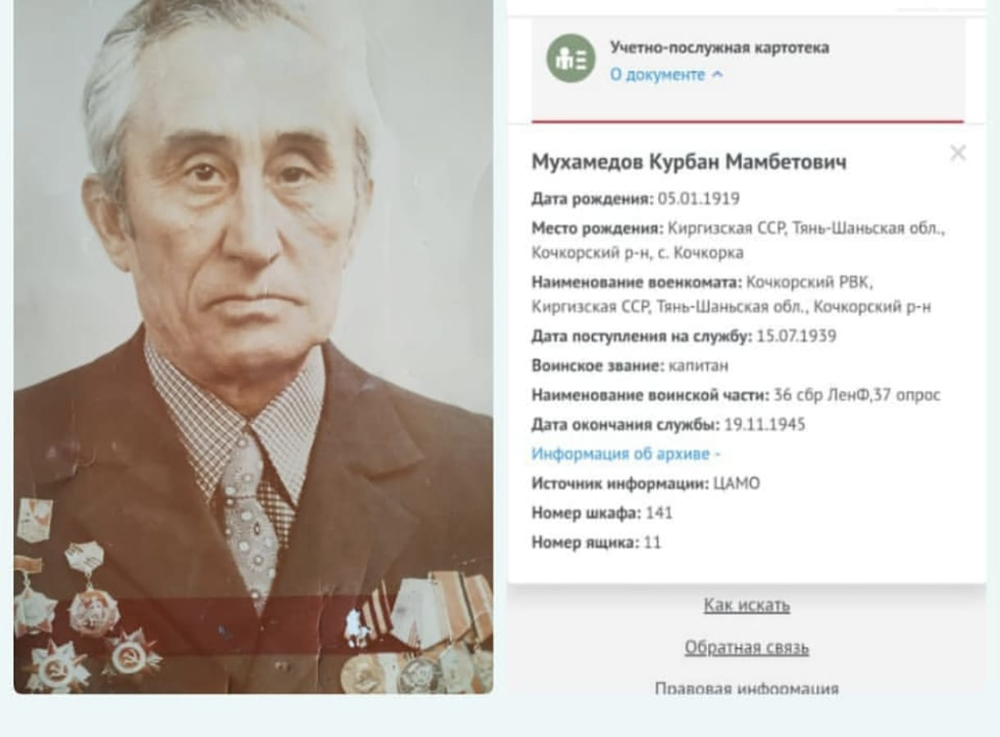 Учетно-послужная картотека
О документе
Мухамедов Курбан Мамбетович
Дата рождения: 05.01.1919
Место рождения: Киргизская ССР, Тянь-Шаньская обл.,
Кочкорский р-н, с. Кочкорка
Наименование военкомата: Кочкорский РВК,
Киргизская ССР, Тянь-Шаньская обл., Кочкорский р-н
Дата поступления на службу: 15.07.1939
Воинское звание: капитан
Наименование воинской части: 36 сбр ЛенФ,37 опрос
Дата окончания службы: 19.11.1945
Информация об архиве -
Источник информации: ЦАМО
Номер шкафа: 141
Номер ящика: 11
Как искать
Обратная связь
Правовая информация